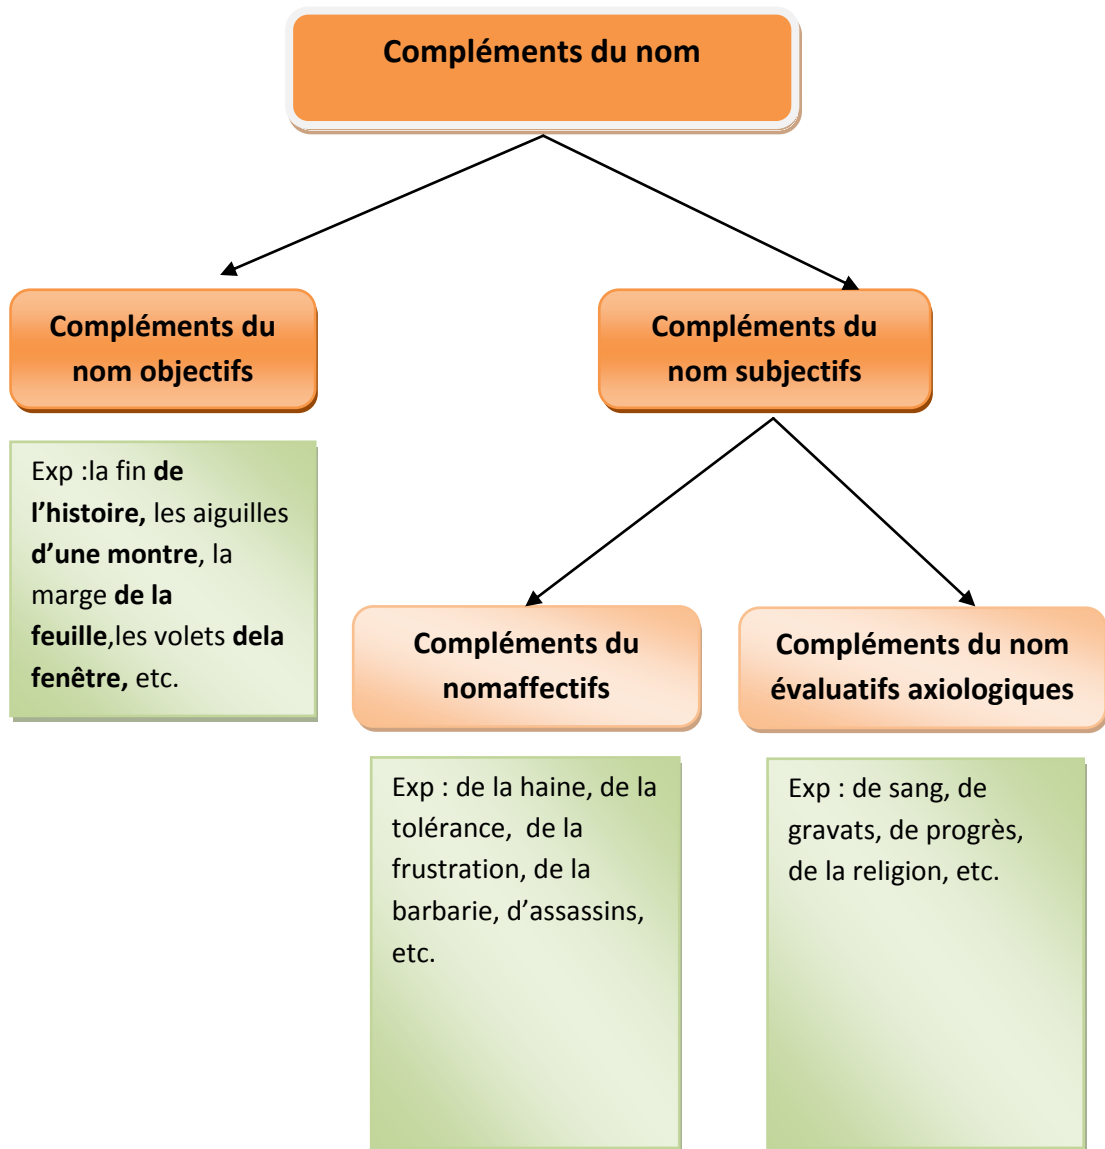 Compléments du nom
Compléments du
nom objectifs
Compléments du
nom subjectifs
Exp :la fin de
l’histoire, les aiguilles
d’une montre, la
marge de la
feuille,les volets dela
fenêtre, etc.
Compléments du
nomaffectifs
Compléments du nom
évaluatifs axiologiques
Exp : de la haine, de la
tolérance,  de la
frustration, de la
barbarie, d’assassins,
etc.
Exp : de sang, de
gravats, de progrès,
de la religion, etc.